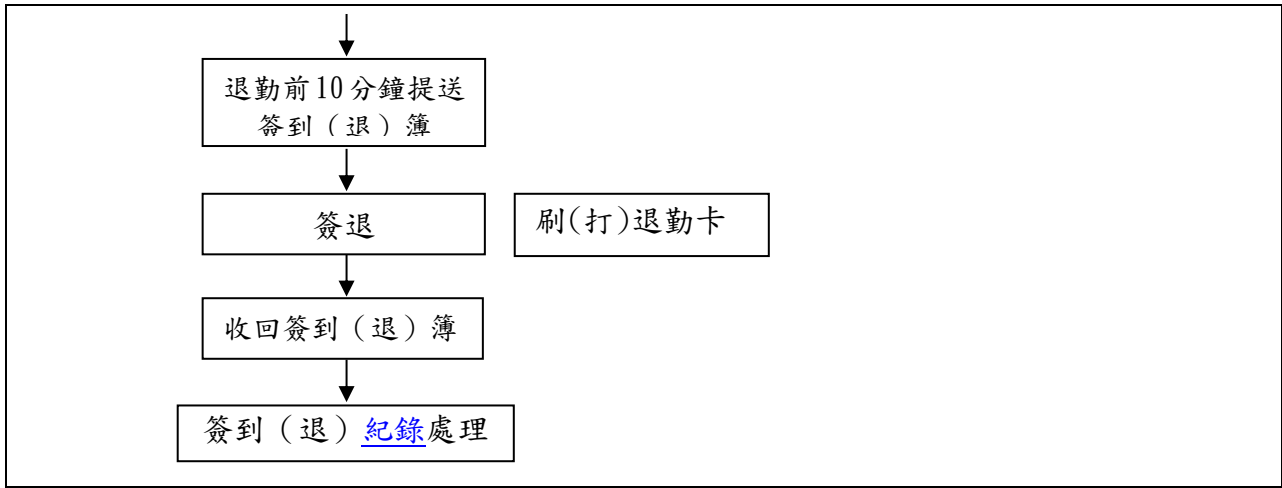 退勤前10分鐘提送
簽到（退）簿
簽退
刷(打)退勤卡
收回簽到（退）簿
簽到（退）紀錄處理